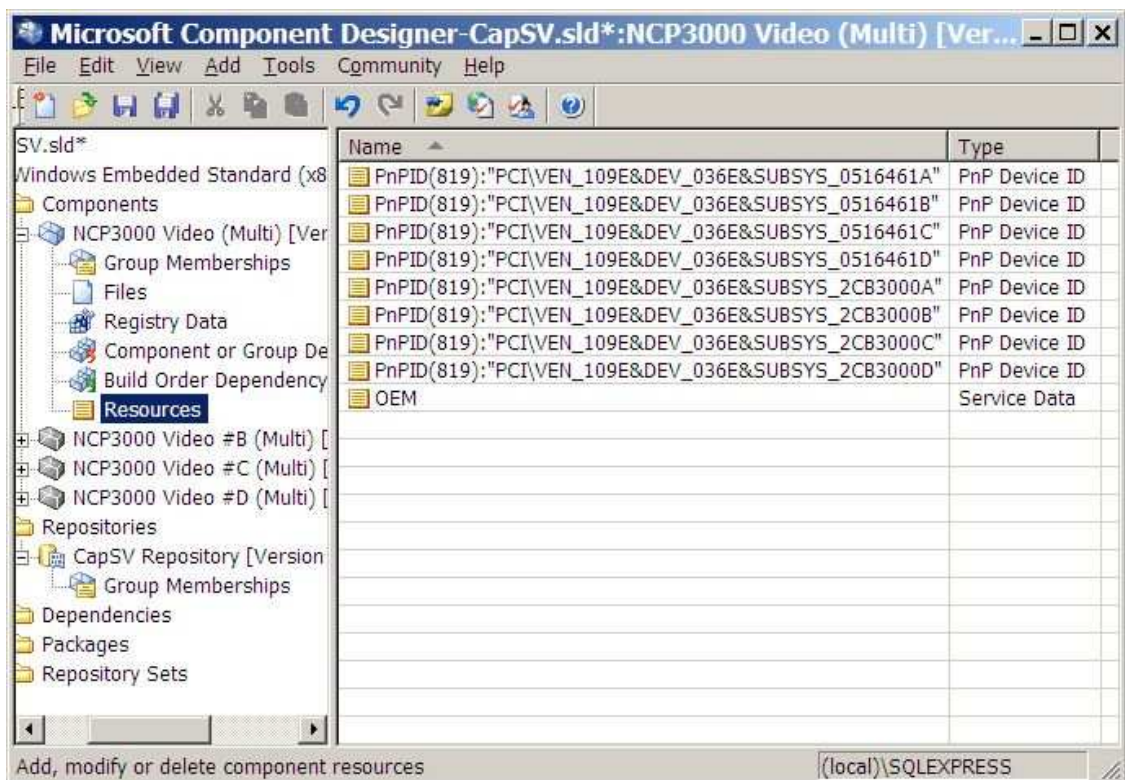 Microsoft Component Designer-CapSV.sld*:NCP3000 Video (Multi) [Ver...
File Edit View Add Tools Community Help
SV.sld*
Windows Embedded Standard (x8
Components
NCP3000 Video (Multi) [Ver
Group Memberships
Files
Registry Data
Component or Group De
Build Order Dependency
Resources
NCP3000 Video #B (Multi) [
NCP3000 Video #C (Multi) [
NCP3000 Video #D (Multi) [
Repositories
CapSV Repository [Version
Group Memberships
Dependencies
Packages
Repository Sets
Name Type
PnPID(819):"PCI\VEN_109E&DEV_036E&SUBSYS_0516461A" PnP Device ID
PnPID(819):"PCI\VEN_109E&DEV_036E&SUBSYS_0516461B" PnP Device ID
PnPID(819):"PCI\VEN_109E&DEV_036E&SUBSYS_0516461C" PnP Device ID
PnPID(819):"PCI\VEN_109E&DEV_036E&SUBSYS_0516461D" PnP Device ID
PnPID(819):"PCI\VEN_109E&DEV_036E&SUBSYS_2CB3000A" PnP Device ID
PnPID(819):"PCI\VEN_109E&DEV_036E&SUBSYS_2CB3000B" PnP Device ID
PnPID(819):"PCI\VEN_109E&DEV_036E&SUBSYS_2CB3000C" PnP Device ID
PnPID(819):"PCI\VEN_109E&DEV_036E&SUBSYS_2CB3000D" PnP Device ID
OEM Service Data
Add, modify or delete component resources (local)\SQLEXPRESS